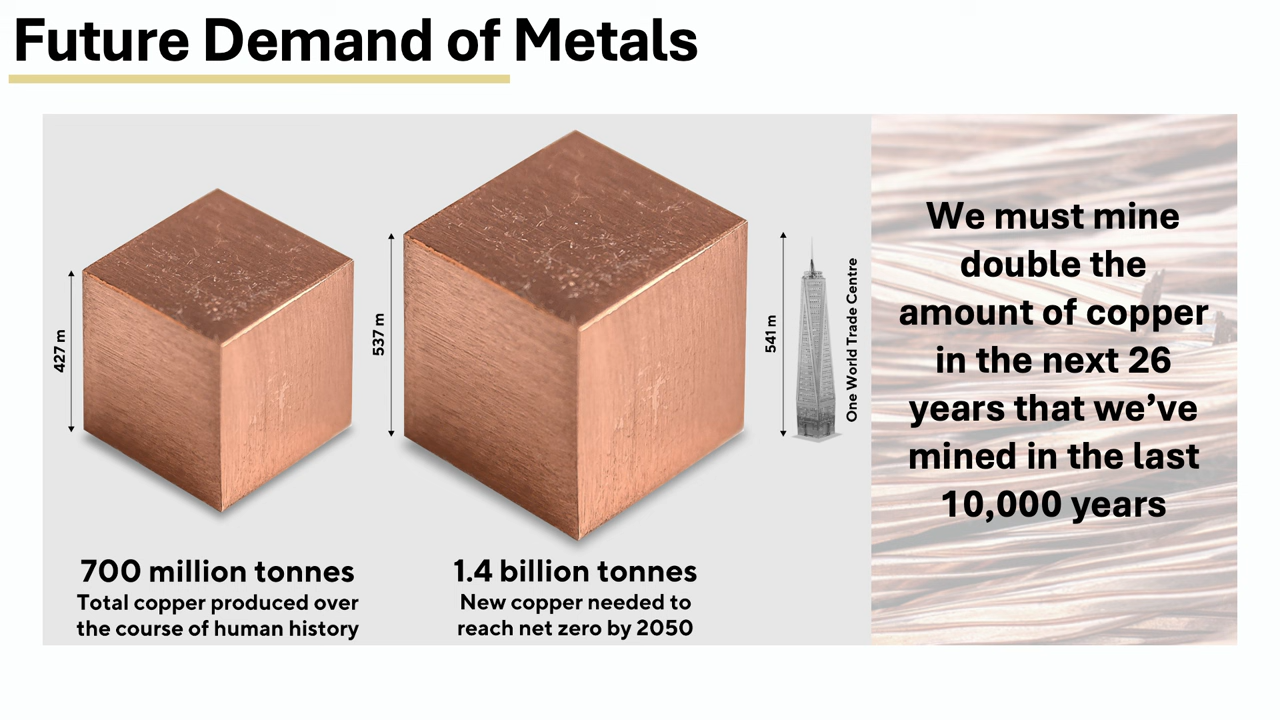 Future Demand of Metals
427 m
537 m
541 m
One World Trade Centre
700 million tonnes
Total copper produced over
the course of human history
1.4 billion tonnes
New copper needed to
reach net zero by 2050
We must mine
double the
amount of copper
in the next 26
years that we’ve
mined in the last
10,000 years